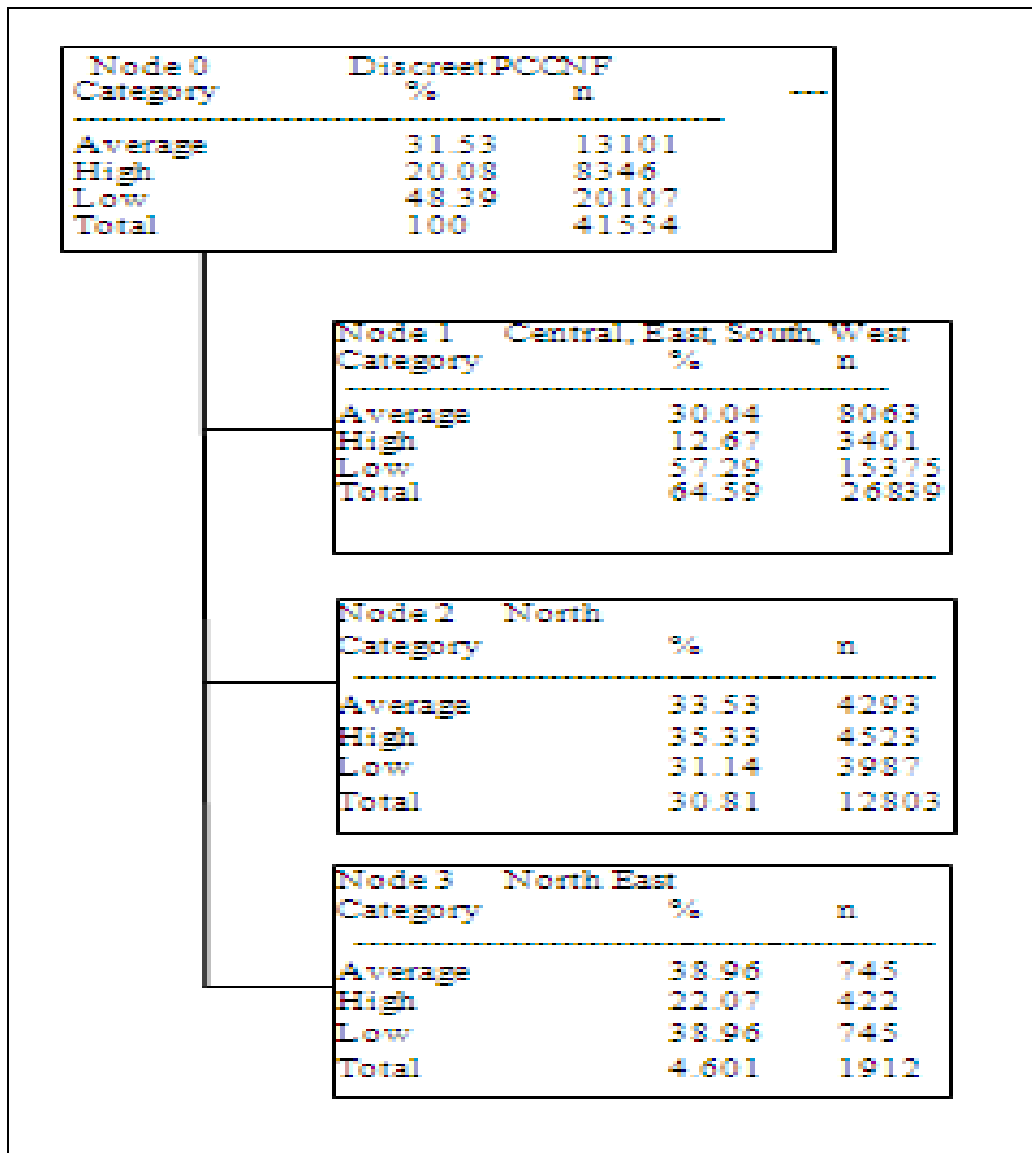 Node 0 Discreet PCCNF
Category % n ---
Average 31.53 13101
High 20.08 8346
Low 48.39 20107
Total 100 41554
Node 1 Central, East, South, West
Category % n
Average 30.04 8063
High 12.67 3401
Low 57.29 15375
Total 64.59 26839
Node 2 North
Category % n
Average 33.53 4293
High 35.33 4523
Low 31.14 3987
Total 30.81 12803
Node 3 North East
Category % n
Average 38.96 745
High 22.07 422
Low 38.96 745
Total 4.601 1912